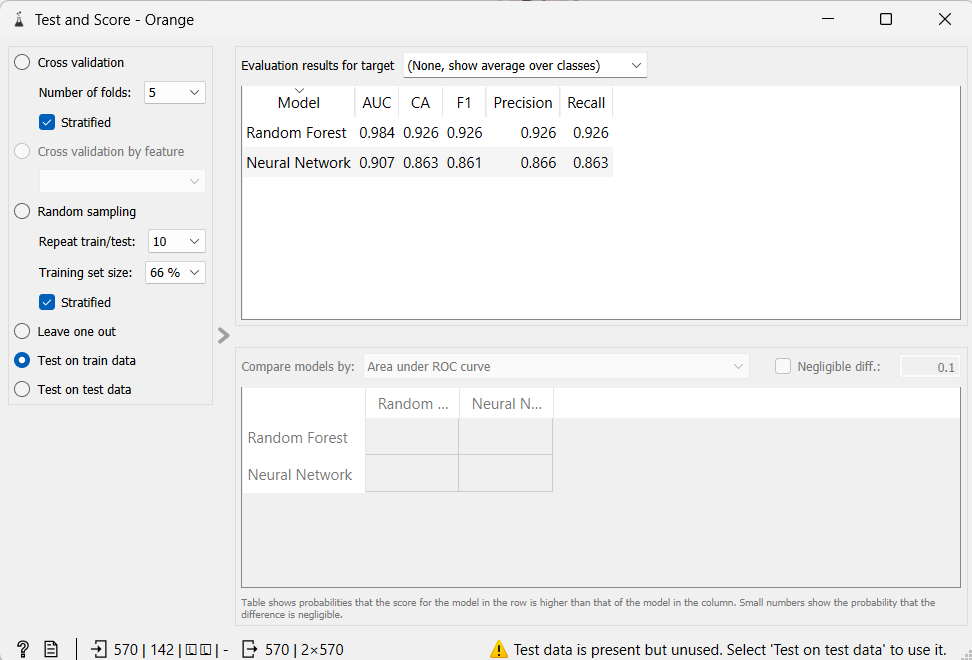 Test and Score - Orange
Cross validation
Number of folds: 5
Stratified
Cross validation by feature
Random sampling
Repeat train/test: 10
Training set size: 66 %
Stratified
Leave one out
Test on train data
Test on test data
Evaluation results for target (None, show average over classes)
Model AUC CA F1 Precision Recall
Random Forest 0.984 0.926 0.926 0.926 0.926
Neural Network 0.907 0.863 0.861 0.866 0.863
Compare models by: Area under ROC curve Negligible diff.: 0.1
Random ... Neural N...
Random Forest
Neural Network
Table shows probabilities that the score for the model in the row is higher than that of the model in the column. Small numbers show the probability that the
difference is negligible.
? 570 | 142 | - 570 | 2×570 Test data is present but unused. Select 'Test on test data' to use it.